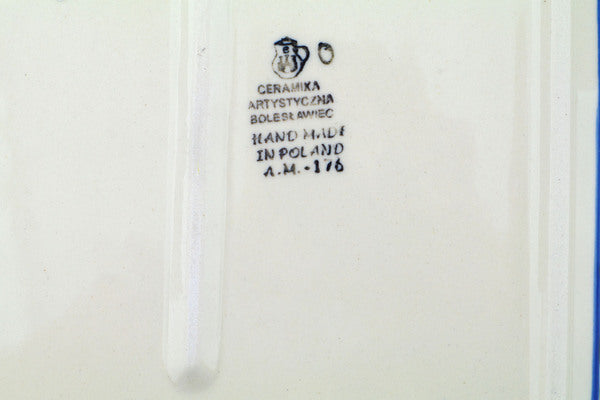 CERAMIKA
ARTYSTYCZNA
BOLESŁAWIEC
HAND MADE
IN POLAND
A.M.-176